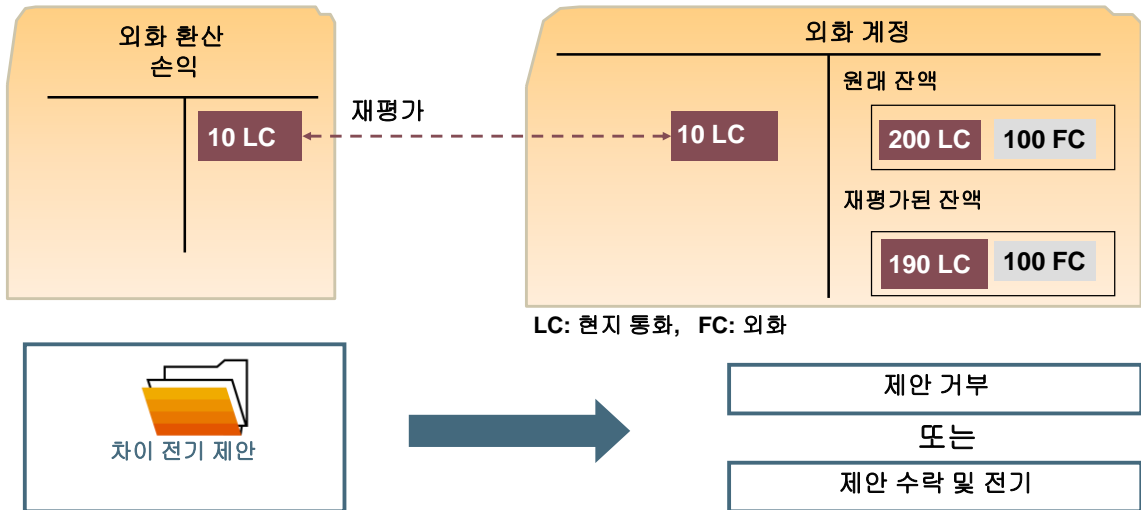 외화 환산
손익
10 LC
재평가
외화 계정
10 LC
원래 잔액
200 LC 100 FC
재평가된 잔액
190 LC 100 FC
LC: 현지 통화, FC: 외화
차이 전기 제안
제안 거부
또는
제안 수락 및 전기